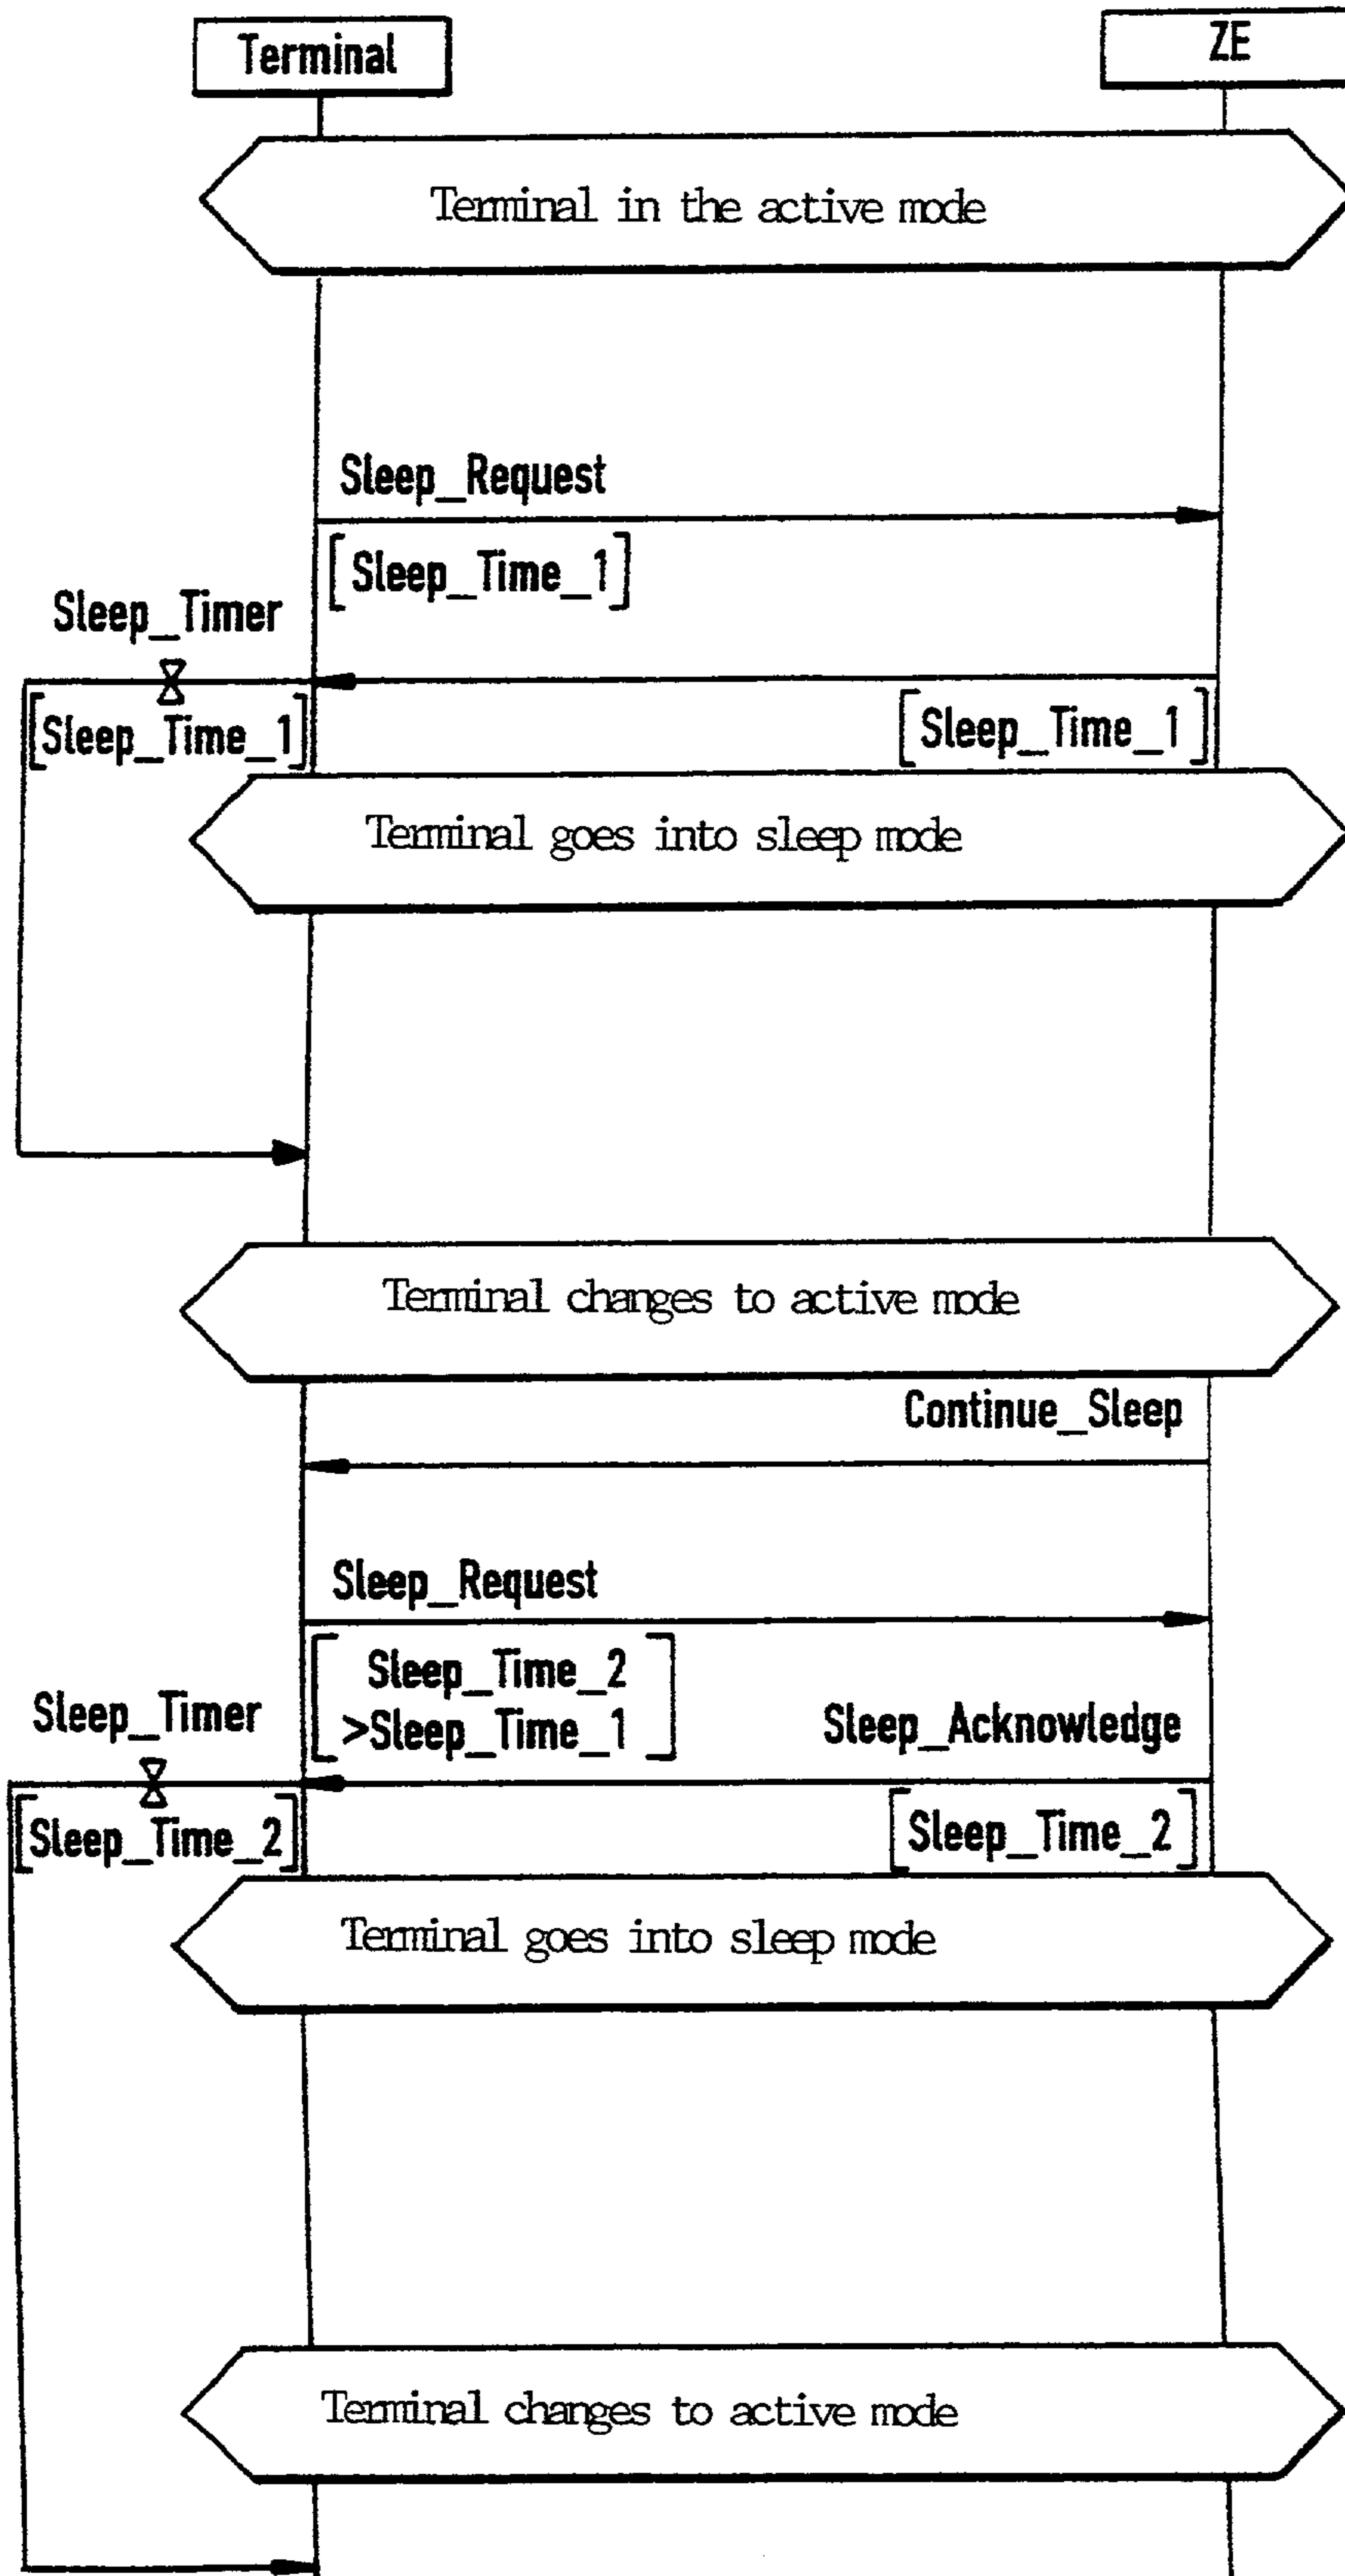 Terminal
ZE
Terminal in the active mode
Sleep_Request
[Sleep_Time_1]
Sleep_Timer
[Sleep_Time_1]
[Sleep_Time_1]
Terminal goes into sleep mode
Terminal changes to active mode
Continue_Sleep
Sleep_Request
[Sleep_Time_2
>Sleep_Time_1]
Sleep_Timer
Sleep_Acknowledge
[Sleep_Time_2]
[Sleep_Time_2]
Terminal goes into sleep mode
Terminal changes to active mode